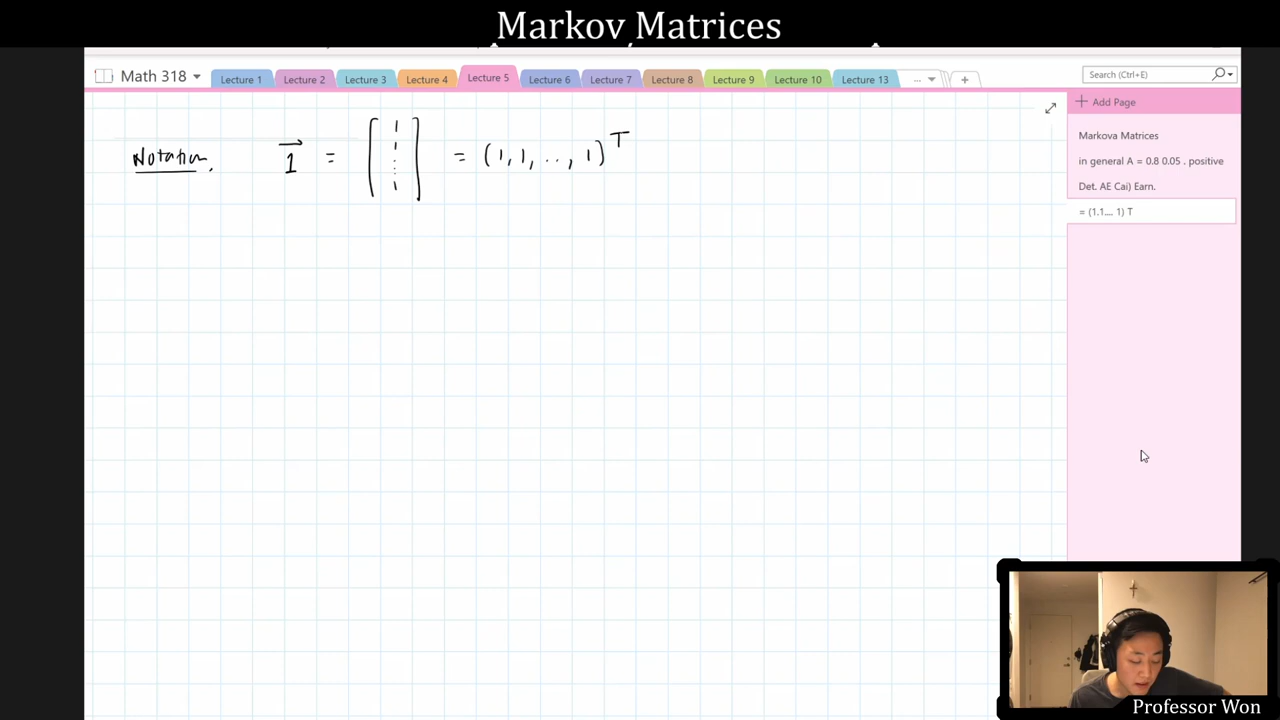 Markov Matrices
Math 318
Lecture 1
Lecture 2
Lecture 3
Lecture 4
Lecture 5
Lecture 6
Lecture 7
Lecture 8
Lecture 9
Lecture 10
Lecture 13
...
Search (Ctrl+E)
Add Page
Markova Matrices
in general A = 0.8 0.05 . positive
Det. AE Cai) Earn.
= (1.1.... 1) T
Notation. 1⃗ = [1 1 ⋮ 1] = (1, 1, ..., 1)^T
Professor Won